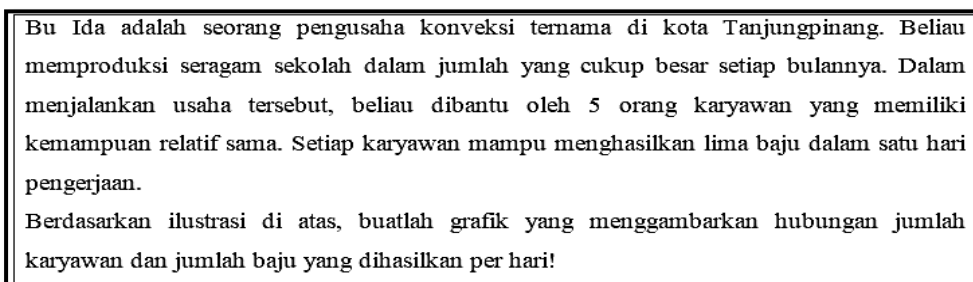 Bu Ida adalah seorang pengusaha konveksi ternama di kota Tanjungpinang. Beliau
memproduksi seragam sekolah dalam jumlah yang cukup besar setiap bulannya. Dalam
menjalankan usaha tersebut, beliau dibantu oleh 5 orang karyawan yang memiliki
kemampuan relatif sama. Setiap karyawan mampu menghasilkan lima baju dalam satu hari
pengerjaan.
Berdasarkan ilustrasi di atas, buatlah grafik yang menggambarkan hubungan jumlah
karyawan dan jumlah baju yang dihasilkan per hari!